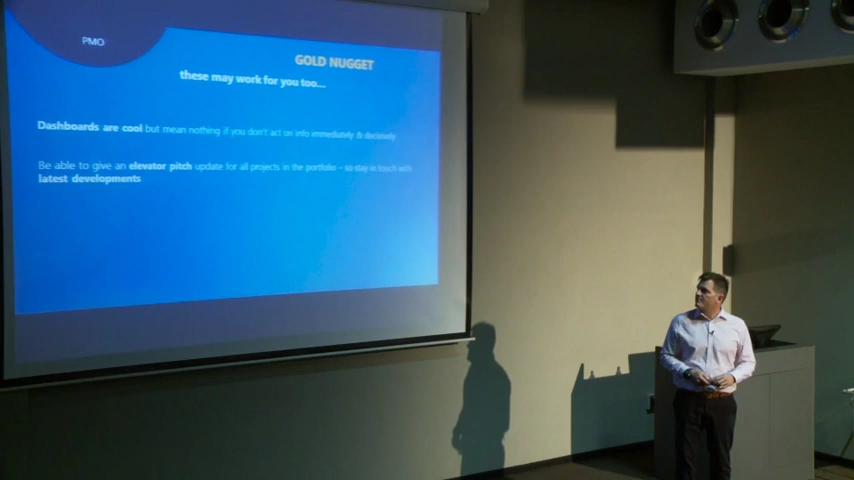 PMO
GOLD NUGGET
these may work for you too...
Dashboards are cool but mean nothing if you don't act on info immediately & decisively
Be able to give an elevator pitch update for all projects in the portfolio – so stay in touch with
latest developments